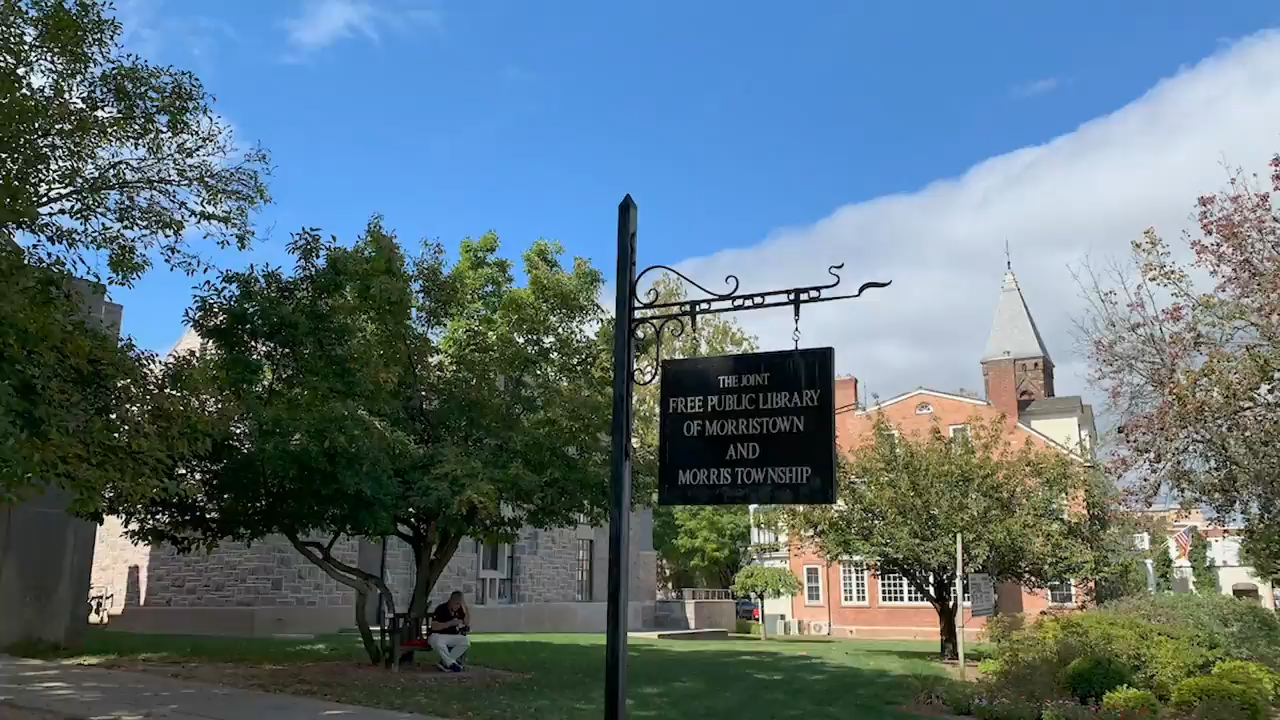 THE JOINT
FREE PUBLIC LIBRARY
OF MORRISTOWN
AND
MORRIS TOWNSHIP